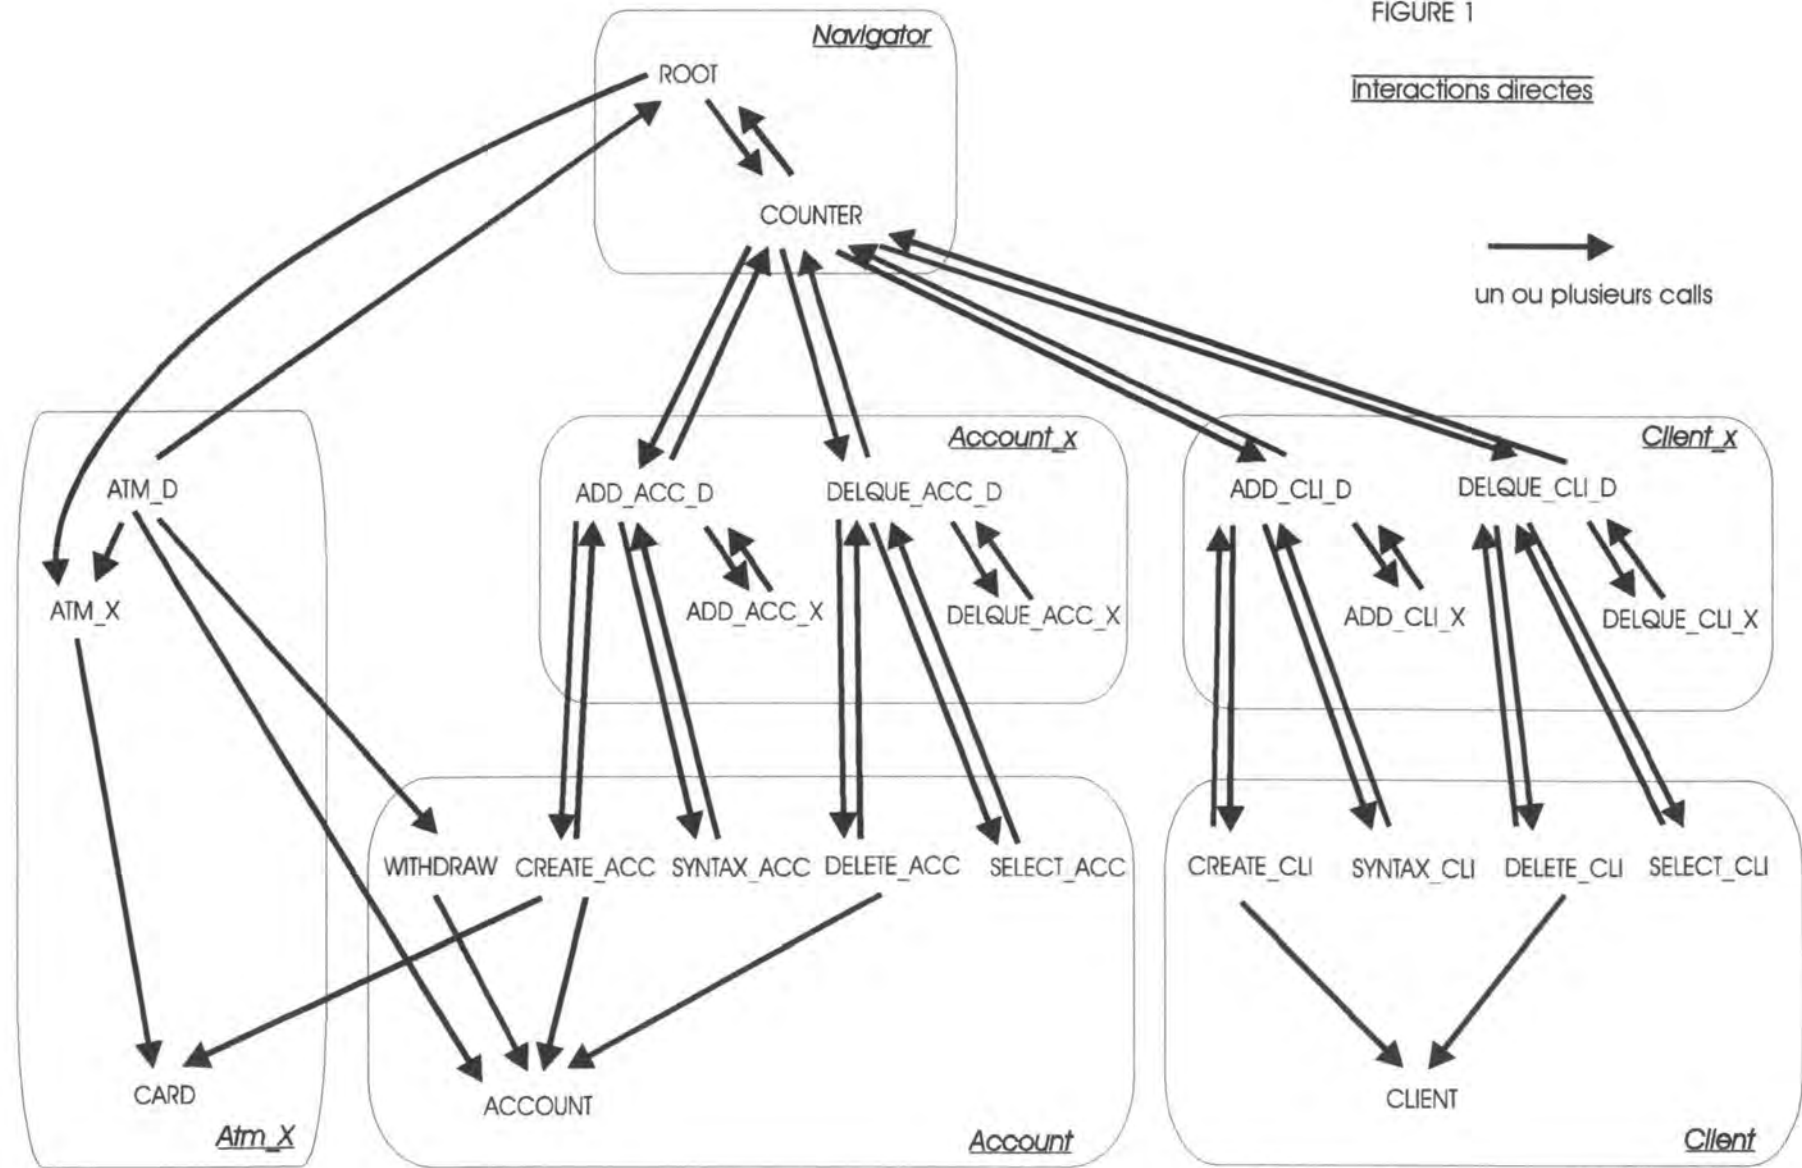 FIGURE 1
Navigator
ROOT
Interactions directes
COUNTER
un ou plusieurs calls
Account_x
Client_x
ATM_D
ADD_ACC_D
DELQUE_ACC_D
ADD_CLI_D
DELQUE_CLI_D
ATM_X
ADD_ACC_X
DELQUE_ACC_X
ADD_CLI_X
DELQUE_CLI_X
WITHDRAW
CREATE_ACC
SYNTAX_ACC
DELETE_ACC
SELECT_ACC
CREATE_CLI
SYNTAX_CLI
DELETE_CLI
SELECT_CLI
CARD
ACCOUNT
CLIENT
Atm_X
Account
Client